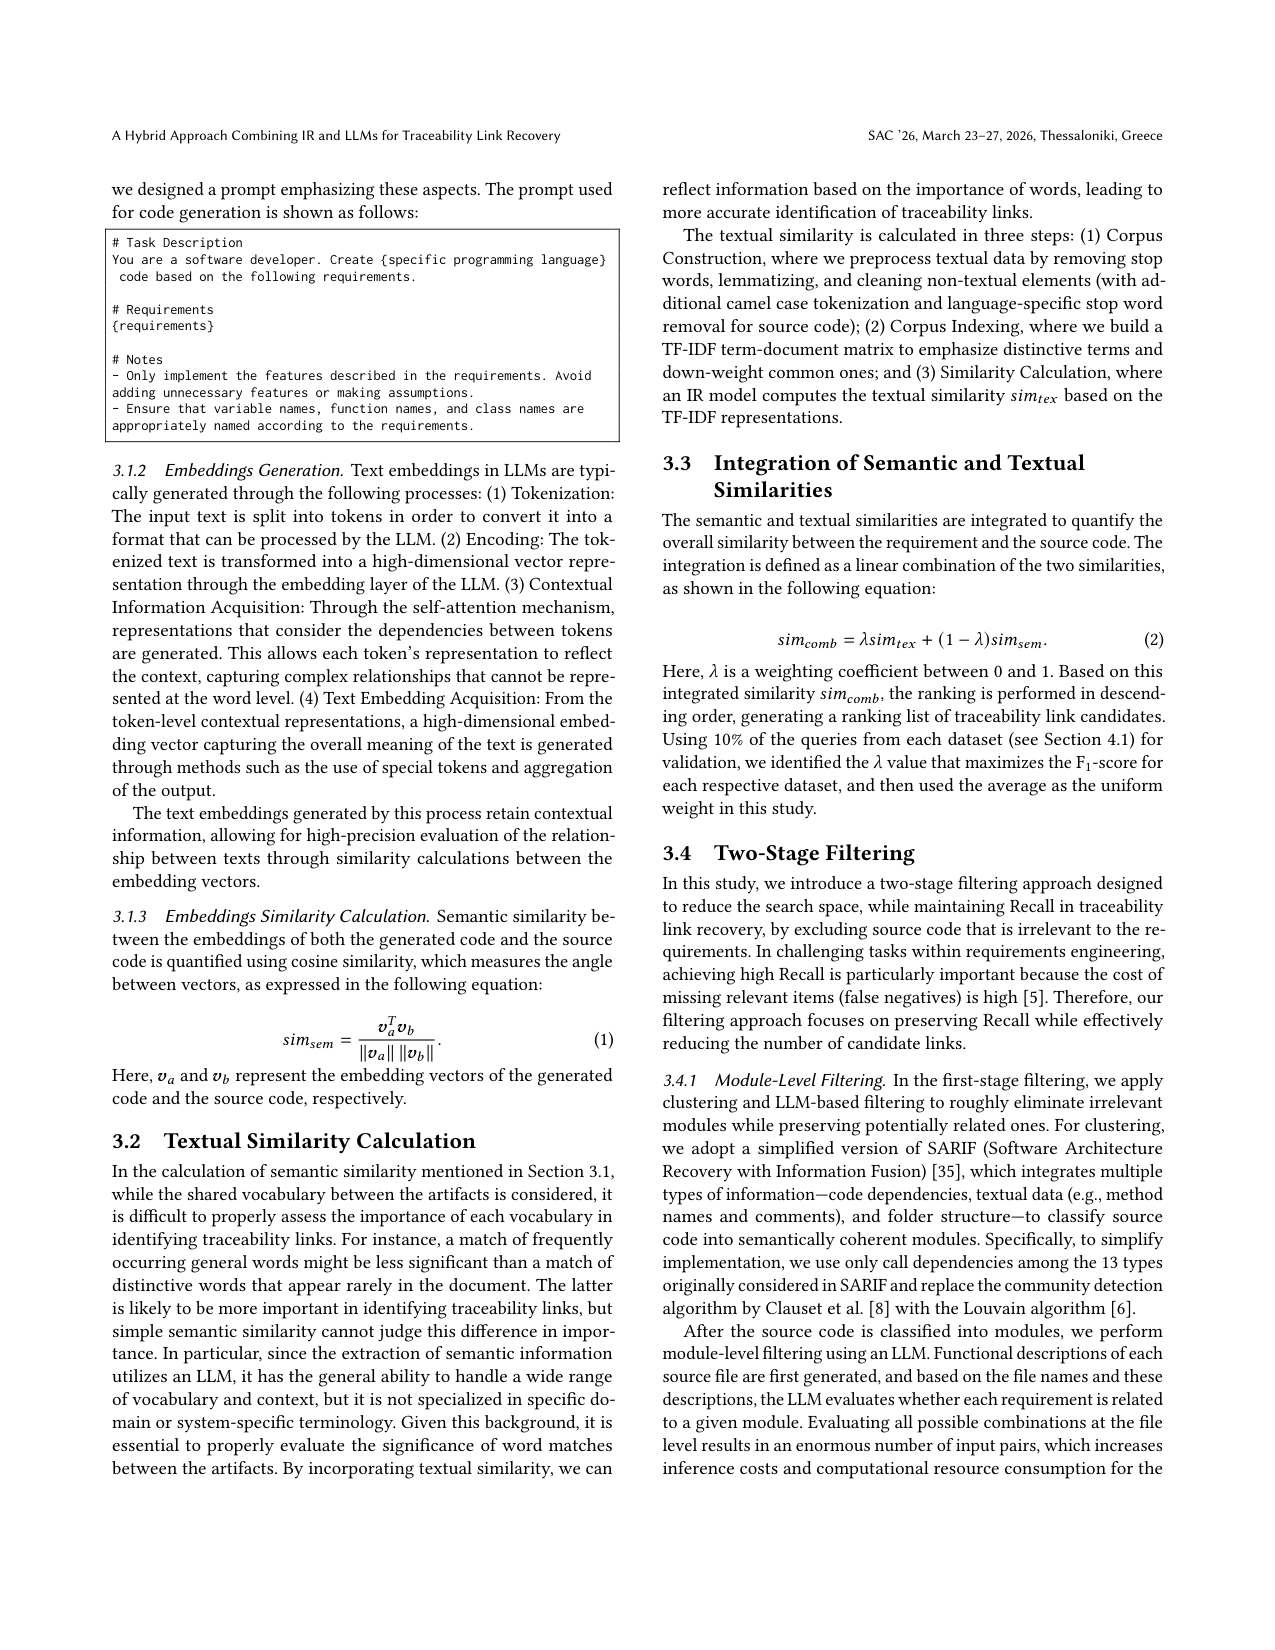 A Hybrid Approach Combining IR and LLMs for Traceability Link Recovery
SAC ’26, March 23–27, 2026, Thessaloniki, Greece
we designed a prompt emphasizing these aspects. The prompt used
for code generation is shown as follows:
# Task Description
You are a software developer. Create {specific programming language}
code based on the following requirements.
# Requirements
{requirements}
# Notes
- Only implement the features described in the requirements. Avoid
adding unnecessary features or making assumptions.
- Ensure that variable names, function names, and class names are
appropriately named according to the requirements.
3.1.2 Embeddings Generation. Text embeddings in LLMs are typi-
cally generated through the following processes: (1) Tokenization:
The input text is split into tokens in order to convert it into a
format that can be processed by the LLM. (2) Encoding: The tok-
enized text is transformed into a high-dimensional vector repre-
sentation through the embedding layer of the LLM. (3) Contextual
Information Acquisition: Through the self-attention mechanism,
representations that consider the dependencies between tokens
are generated. This allows each token’s representation to reflect
the context, capturing complex relationships that cannot be repre-
sented at the word level. (4) Text Embedding Acquisition: From the
token-level contextual representations, a high-dimensional embed-
ding vector capturing the overall meaning of the text is generated
through methods such as the use of special tokens and aggregation
of the output.
The text embeddings generated by this process retain contextual
information, allowing for high-precision evaluation of the relation-
ship between texts through similarity calculations between the
embedding vectors.
3.1.3 Embeddings Similarity Calculation. Semantic similarity be-
tween the embeddings of both the generated code and the source
code is quantified using cosine similarity, which measures the angle
between vectors, as expressed in the following equation:
sim_sem = v_a^T v_b / (‖v_a‖ ‖v_b‖). (1)
Here, v_a and v_b represent the embedding vectors of the generated
code and the source code, respectively.
3.2 Textual Similarity Calculation
In the calculation of semantic similarity mentioned in Section 3.1,
while the shared vocabulary between the artifacts is considered, it
is difficult to properly assess the importance of each vocabulary in
identifying traceability links. For instance, a match of frequently
occurring general words might be less significant than a match of
distinctive words that appear rarely in the document. The latter
is likely to be more important in identifying traceability links, but
simple semantic similarity cannot judge this difference in impor-
tance. In particular, since the extraction of semantic information
utilizes an LLM, it has the general ability to handle a wide range
of vocabulary and context, but it is not specialized in specific do-
main or system-specific terminology. Given this background, it is
essential to properly evaluate the significance of word matches
between the artifacts. By incorporating textual similarity, we can
reflect information based on the importance of words, leading to
more accurate identification of traceability links.
The textual similarity is calculated in three steps: (1) Corpus
Construction, where we preprocess textual data by removing stop
words, lemmatizing, and cleaning non-textual elements (with ad-
ditional camel case tokenization and language-specific stop word
removal for source code); (2) Corpus Indexing, where we build a
TF-IDF term-document matrix to emphasize distinctive terms and
down-weight common ones; and (3) Similarity Calculation, where
an IR model computes the textual similarity sim_tex based on the
TF-IDF representations.
3.3 Integration of Semantic and Textual
Similarities
The semantic and textual similarities are integrated to quantify the
overall similarity between the requirement and the source code. The
integration is defined as a linear combination of the two similarities,
as shown in the following equation:
sim_comb = λsim_tex + (1 − λ)sim_sem. (2)
Here, λ is a weighting coefficient between 0 and 1. Based on this
integrated similarity sim_comb, the ranking is performed in descend-
ing order, generating a ranking list of traceability link candidates.
Using 10% of the queries from each dataset (see Section 4.1) for
validation, we identified the λ value that maximizes the F₁-score for
each respective dataset, and then used the average as the uniform
weight in this study.
3.4 Two-Stage Filtering
In this study, we introduce a two-stage filtering approach designed
to reduce the search space, while maintaining Recall in traceability
link recovery, by excluding source code that is irrelevant to the re-
quirements. In challenging tasks within requirements engineering,
achieving high Recall is particularly important because the cost of
missing relevant items (false negatives) is high [5]. Therefore, our
filtering approach focuses on preserving Recall while effectively
reducing the number of candidate links.
3.4.1 Module-Level Filtering. In the first-stage filtering, we apply
clustering and LLM-based filtering to roughly eliminate irrelevant
modules while preserving potentially related ones. For clustering,
we adopt a simplified version of SARIF (Software Architecture
Recovery with Information Fusion) [35], which integrates multiple
types of information—code dependencies, textual data (e.g., method
names and comments), and folder structure—to classify source
code into semantically coherent modules. Specifically, to simplify
implementation, we use only call dependencies among the 13 types
originally considered in SARIF and replace the community detection
algorithm by Clauset et al. [8] with the Louvain algorithm [6].
After the source code is classified into modules, we perform
module-level filtering using an LLM. Functional descriptions of each
source file are first generated, and based on the file names and these
descriptions, the LLM evaluates whether each requirement is related
to a given module. Evaluating all possible combinations at the file
level results in an enormous number of input pairs, which increases
inference costs and computational resource consumption for the